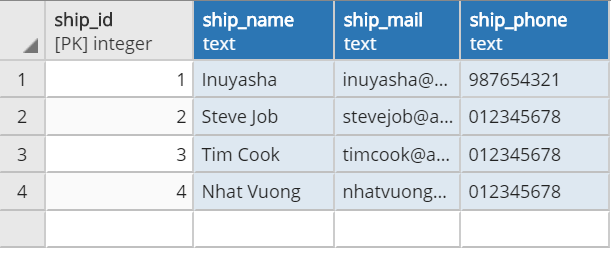 ship_id ship_name ship_mail ship_phone
[PK] integer text text text
1 1 Inuyasha inuyasha@... 987654321
2 2 Steve Job stevejob@a... 012345678
3 3 Tim Cook timcook@a... 012345678
4 4 Nhat Vuong nhatvuong... 012345678